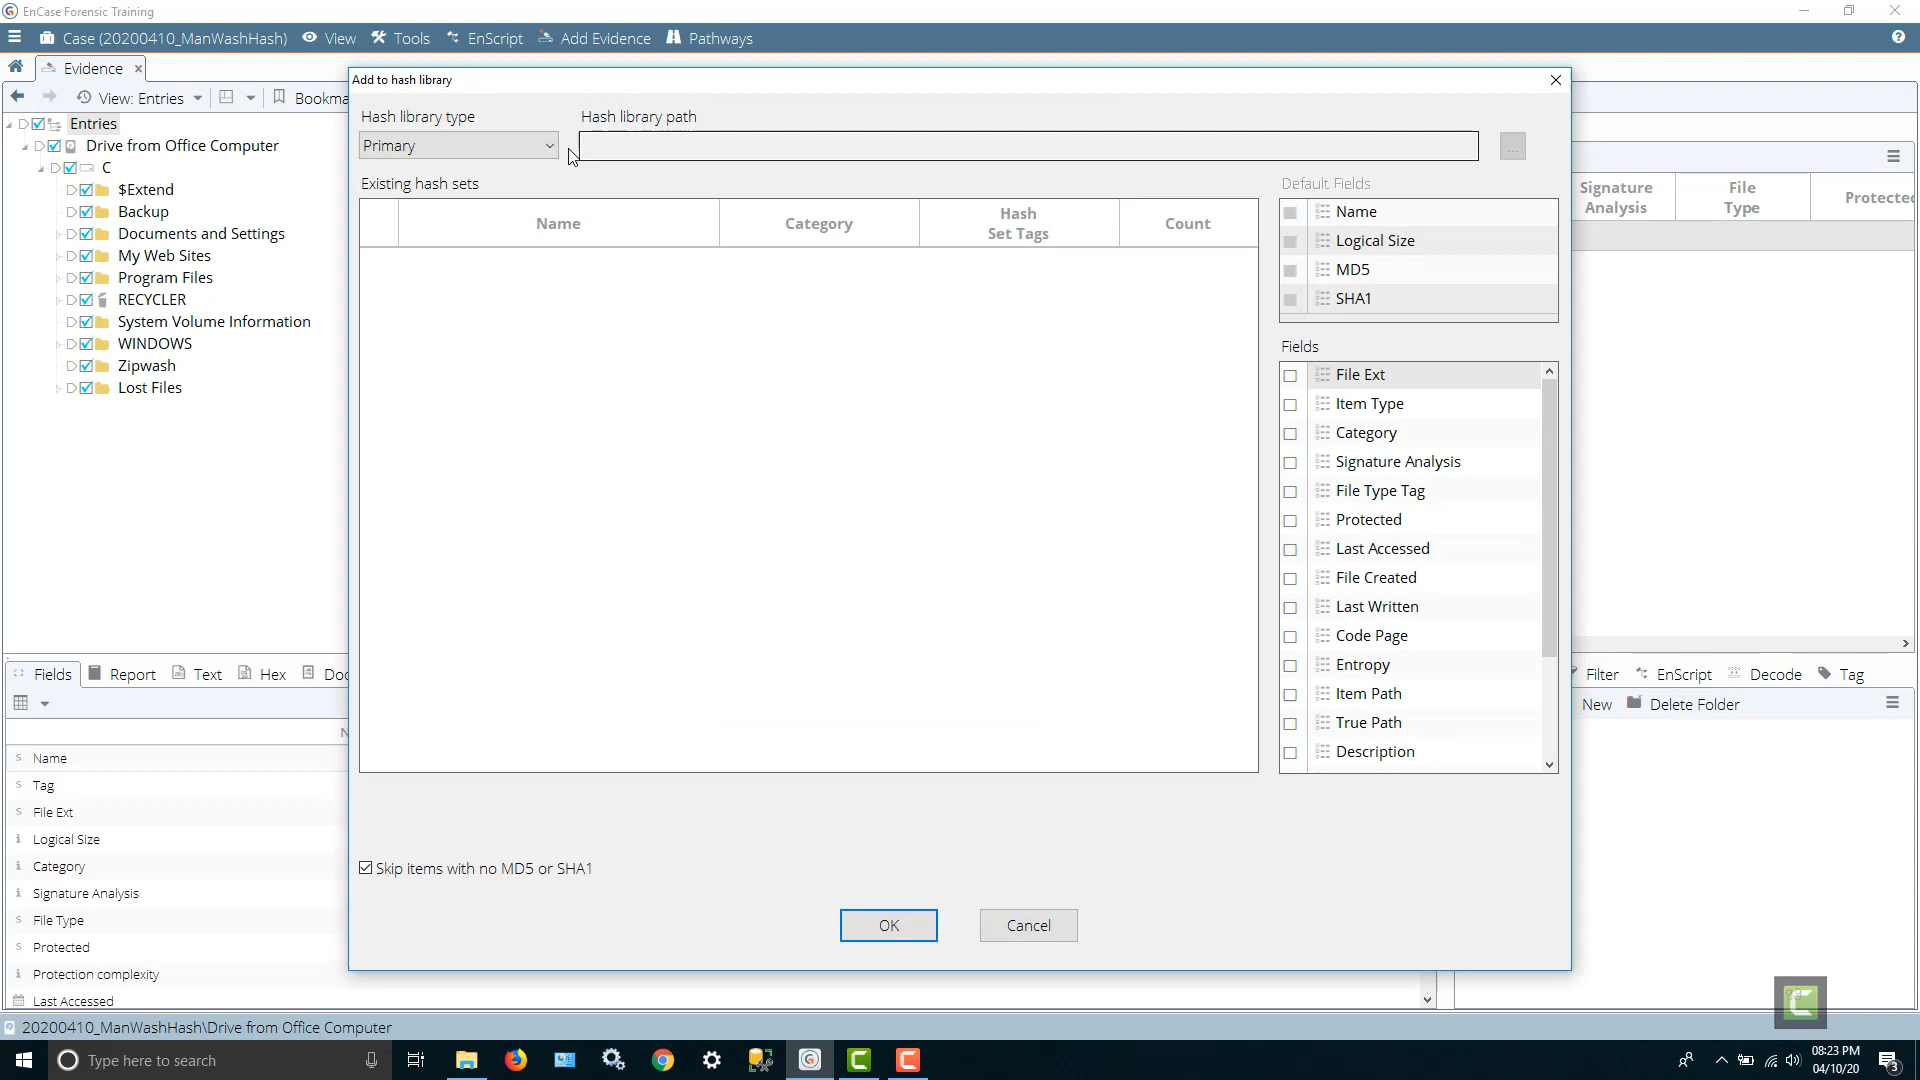 EnCase Forensic Training
Case (20200410_ManWashHash) View Tools EnScript Add Evidence Pathways
Evidence
View: Entries Bookma
Entries
Drive from Office Computer
C
$Extend
Backup
Documents and Settings
My Web Sites
Program Files
RECYCLER
System Volume Information
WINDOWS
Zipwash
Lost Files
Add to hash library
Hash library type Hash library path
Primary
...
Existing hash sets
Name Category Hash Set Tags Count
Default Fields
Name
Logical Size
MD5
SHA1
Fields
File Ext
Item Type
Category
Signature Analysis
File Type Tag
Protected
Last Accessed
File Created
Last Written
Code Page
Entropy
Item Path
True Path
Description
Skip items with no MD5 or SHA1
OK Cancel
Signature Analysis File Type Protected
Fields Report Text Hex Doc
N
Name
Tag
File Ext
Logical Size
Category
Signature Analysis
File Type
Protected
Protection complexity
Last Accessed
Filter EnScript Decode Tag
New Delete Folder
20200410_ManWashHash\Drive from Office Computer
Type here to search
08:23 PM
04/10/20
3